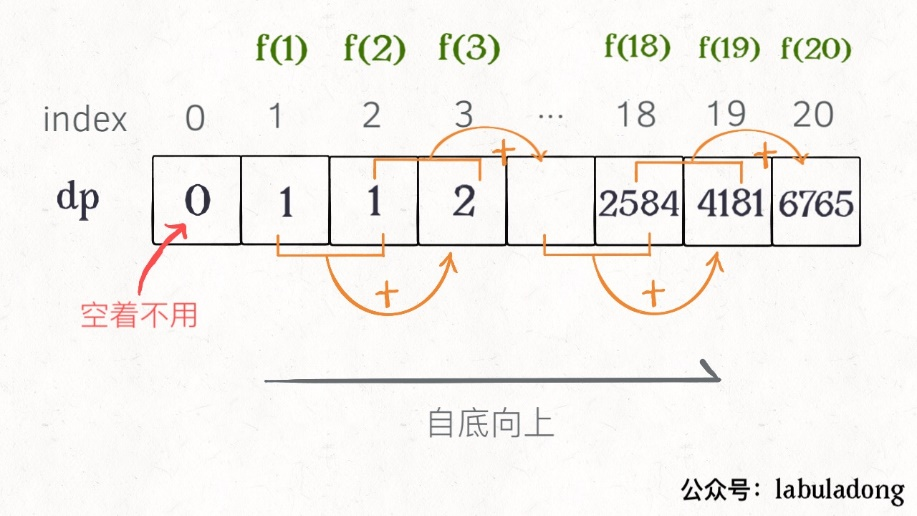 f(1) f(2) f(3) f(18) f(19) f(20)
index 0 1 2 3 ... 18 19 20
dp 0 1 1 2 2584 4181 6765
+ +
+ +
空着不用
自底向上
公众号：labuladong